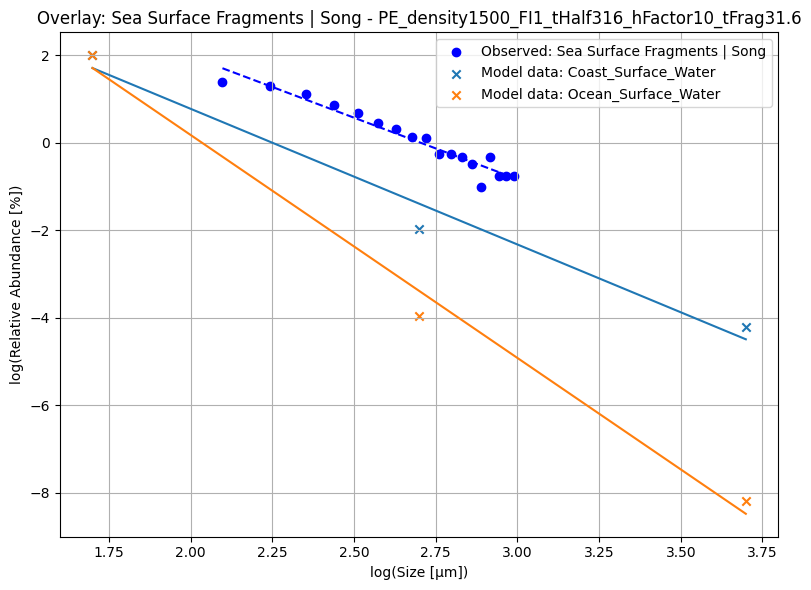 Overlay: Sea Surface Fragments | Song - PE_density1500_FI1_tHalf316_hFactor10_tFrag31.6
Observed: Sea Surface Fragments | Song
Model data: Coast_Surface_Water
Model data: Ocean_Surface_Water
log(Relative Abundance [%])
2
0
−2
−4
−6
−8
1.75
2.00
2.25
2.50
2.75
3.00
3.25
3.50
3.75
log(Size [μm])